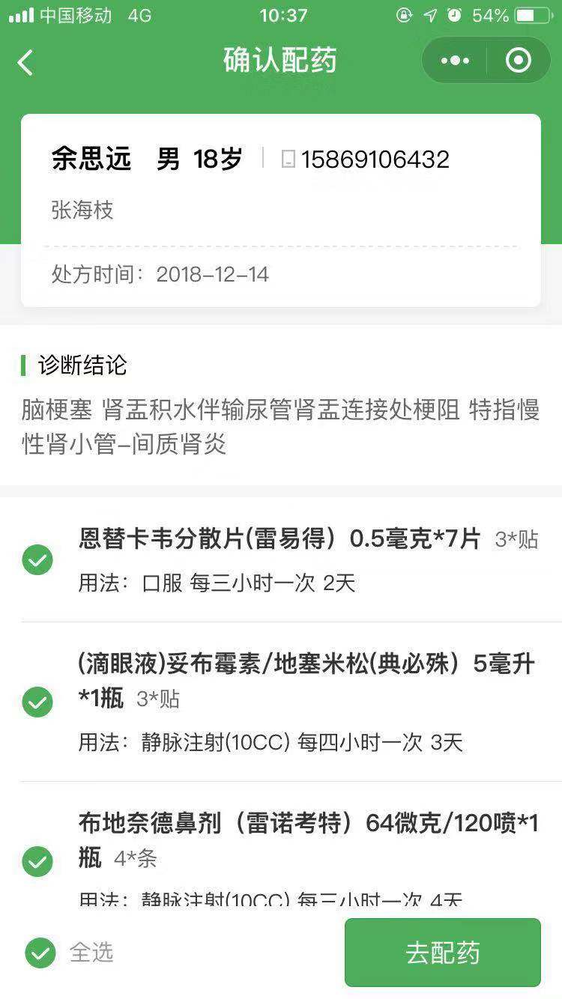 中国移动 4G 10:37 54%
确认配药
余思远 男 18岁 15869106432
张海枝
处方时间：2018-12-14
诊断结论
脑梗塞 肾盂积水伴输尿管肾盂连接处梗阻 特指慢
性肾小管-间质肾炎
恩替卡韦分散片(雷易得）0.5毫克*7片 3*贴
用法：口服 每三小时一次 2天
(滴眼液)妥布霉素/地塞米松(典必殊）5毫升
*1瓶 3*贴
用法：静脉注射(10CC) 每四小时一次 3天
布地奈德鼻剂（雷诺考特）64微克/120喷*1
瓶 4*条
用法：静脉注射(10CC) 每三小时一次 4天
全选
去配药